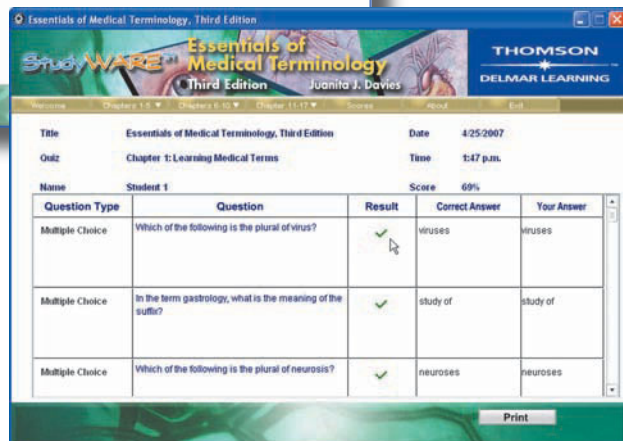 Essentials of Medical Terminology, Third Edition
StudyWARE™
Essentials of
Medical Terminology
Third Edition Juanita J. Davies
THOMSON
DELMAR LEARNING
Welcome Chapters 1-5 ▼ Chapters 6-10 ▼ Chapter 11-17 ▼ Scores About Exit
Title Essentials of Medical Terminology, Third Edition Date 4/25/2007
Quiz Chapter 1: Learning Medical Terms Time 1:47 p.m.
Name Student 1 Score 69%
Question Type Question Result Correct Answer Your Answer
Multiple Choice Which of the following is the plural of virus? ✓ viruses viruses
Multiple Choice In the term gastrology, what is the meaning of the ✓ study of study of
suffix?
Multiple Choice Which of the following is the plural of neurosis? ✓ neuroses neuroses
Print